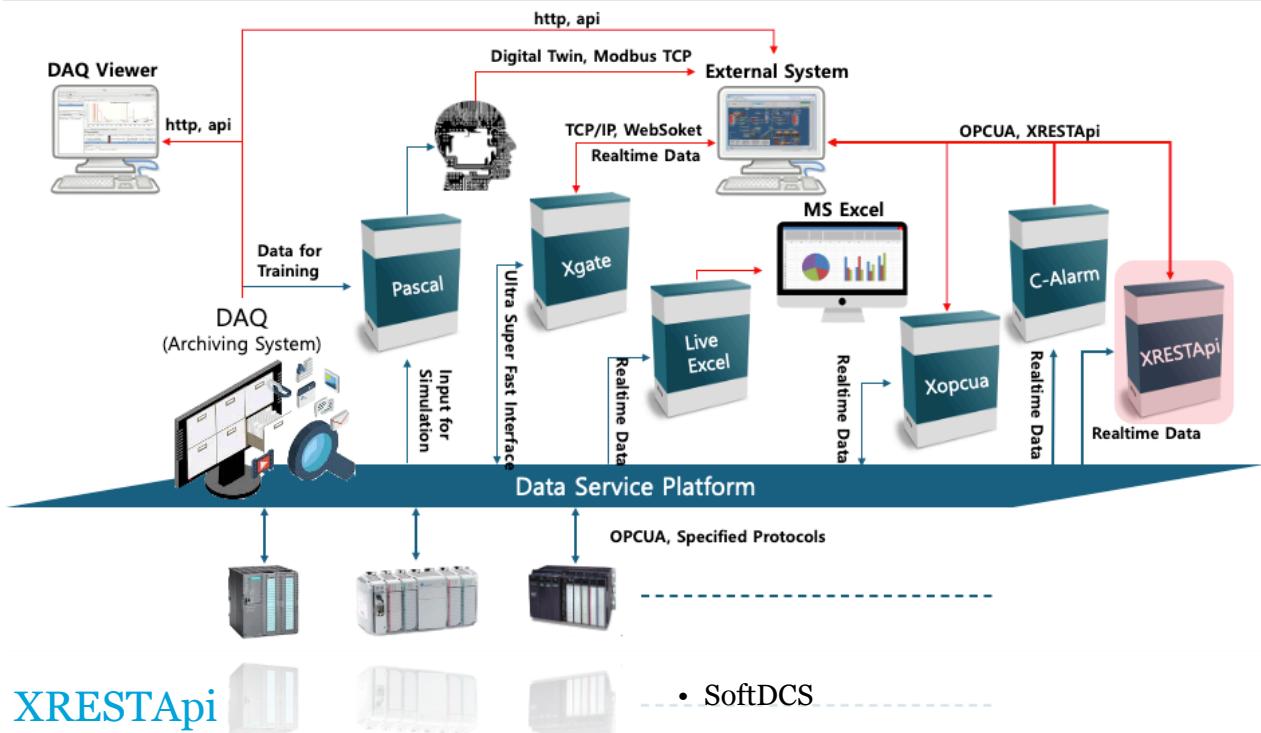 http, api
Digital Twin, Modbus TCP
DAQ Viewer
External System
http, api
TCP/IP, WebSoket
Realtime Data
OPCUA, XRESTApi
MS Excel
Data for
Training
Pascal
Xgate
C-Alarm
Live
Excel
XRESTApi
Xopcua
DAQ
(Archiving System)
Input for
Simulation
Ultra Super Fast Interface
Realtime Data
Realtime Data
Realtime Data
Realtime Data
Data Service Platform
OPCUA, Specified Protocols
XRESTApi
• SoftDCS